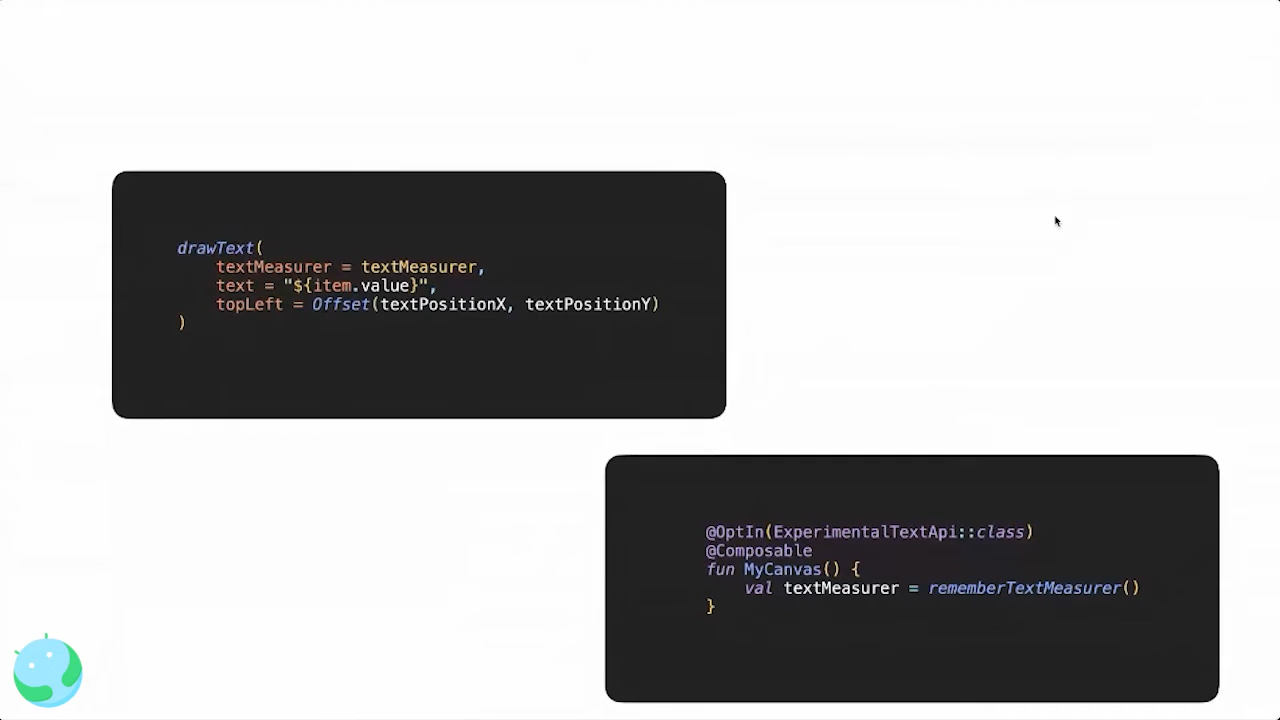 drawText(
    textMeasurer = textMeasurer,
    text = "${item.value}",
    topLeft = Offset(textPositionX, textPositionY)
)
@OptIn(ExperimentalTextApi::class)
@Composable
fun MyCanvas() {
    val textMeasurer = rememberTextMeasurer()
}